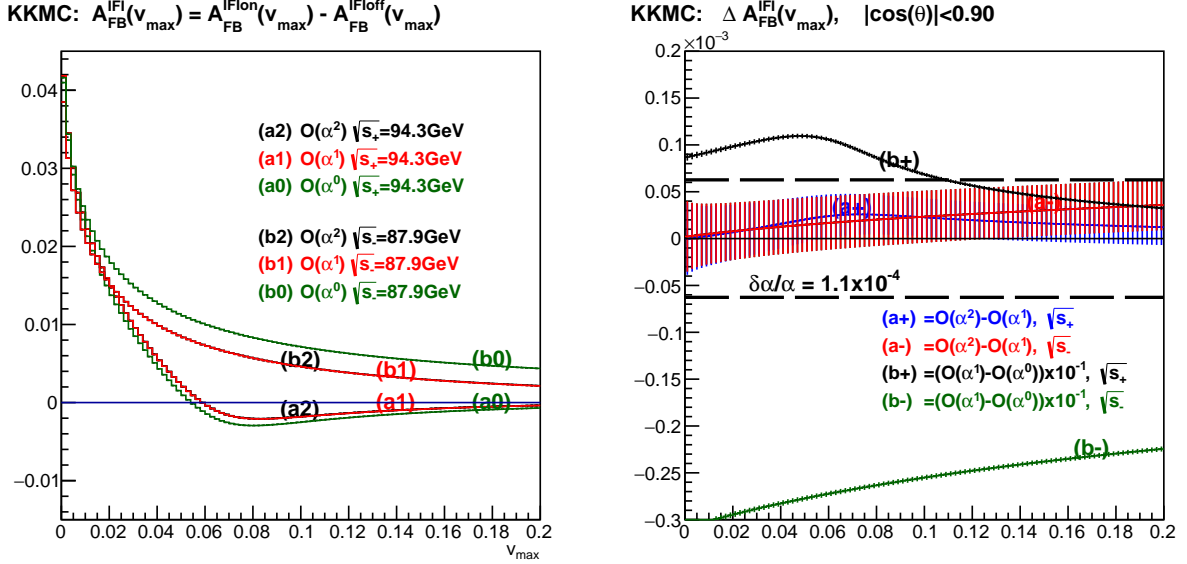 KKMC: A_FB^IFI(v_max) = A_FB^IFIon(v_max) - A_FB^IFIoff(v_max)
0.04
0.03
0.02
0.01
0
−0.01
(a2) O(α²) √s₊=94.3GeV
(a1) O(α¹) √s₊=94.3GeV
(a0) O(α⁰) √s₊=94.3GeV
(b2) O(α²) √s₋=87.9GeV
(b1) O(α¹) √s₋=87.9GeV
(b0) O(α⁰) √s₋=87.9GeV
(b2)
(b1)
(b0)
(a2)
(a1)
(a0)
0 0.02 0.04 0.06 0.08 0.1 0.12 0.14 0.16 0.18 0.2
v_max
KKMC: Δ A_FB^IFI(v_max), |cos(θ)|<0.90
×10⁻³
0.2
0.15
0.1
0.05
0
−0.05
−0.1
−0.15
−0.2
−0.25
−0.3
(b+)
(a+)
(a-)
δα/α = 1.1x10⁻⁴
(a+) =O(α²)-O(α¹), √s₊
(a-) =O(α²)-O(α¹), √s₋
(b+) =(O(α¹)-O(α⁰))x10⁻¹, √s₊
(b-) =(O(α¹)-O(α⁰))x10⁻¹, √s₋
(b-)
0 0.02 0.04 0.06 0.08 0.1 0.12 0.14 0.16 0.18 0.2